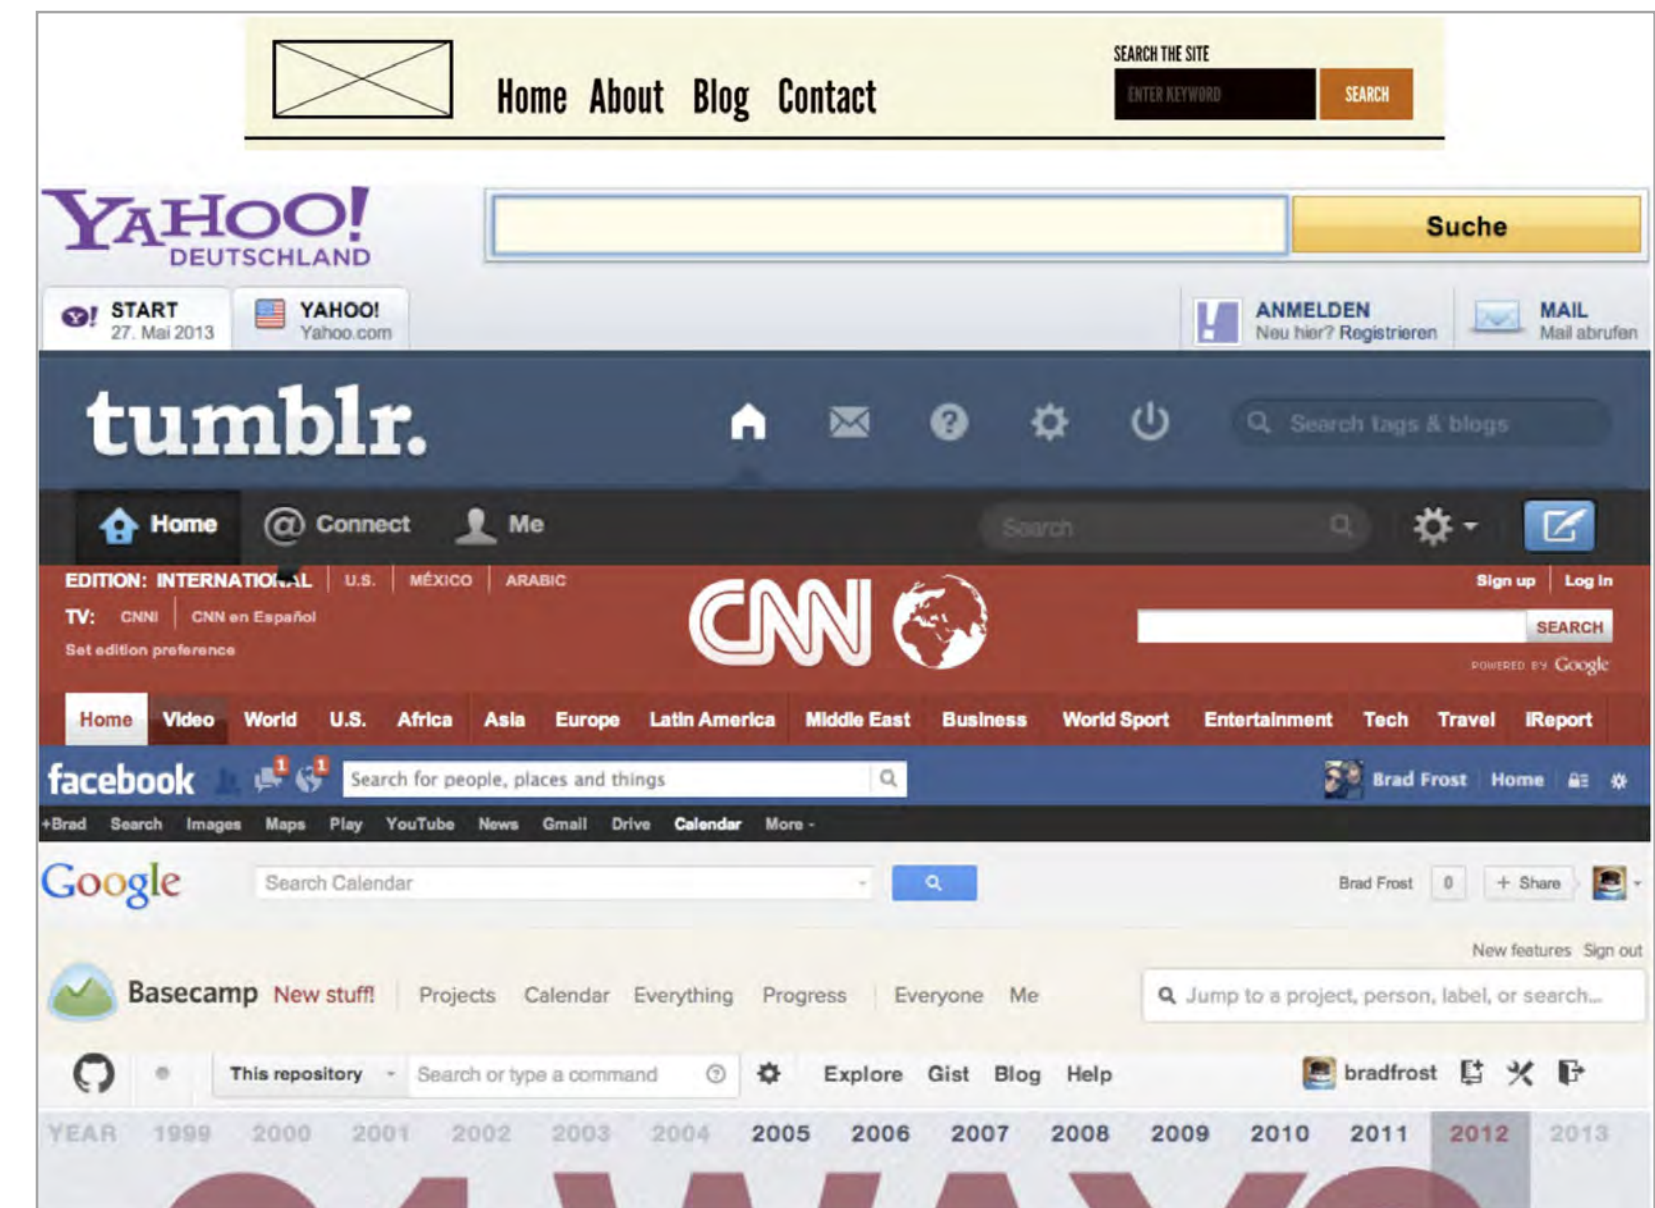 SEARCH THE SITE
Home About Blog Contact ENTER KEYWORD SEARCH
YAHOO! Suche
DEUTSCHLAND
Y! START YAHOO! ANMELDEN MAIL
27. Mai 2013 Yahoo.com Neu hier? Registrieren Mail abrufen
tumblr. Search tags & blogs
Home @ Connect Me Search
EDITION: INTERNATIONAL U.S. MÉXICO ARABIC CNN Sign up Log in
TV: CNNI CNN en Español SEARCH
Set edition preference POWERED BY Google
Home Video World U.S. Africa Asia Europe Latin America Middle East Business World Sport Entertainment Tech Travel iReport
facebook 1 1 Search for people, places and things Brad Frost Home
+Brad Search Images Maps Play YouTube News Gmail Drive Calendar More
Google Search Calendar Brad Frost 0 + Share
New features Sign out
Basecamp New stuff! Projects Calendar Everything Progress Everyone Me Jump to a project, person, label, or search...
This repository Search or type a command Explore Gist Blog Help bradfrost
YEAR 1999 2000 2001 2002 2003 2004 2005 2006 2007 2008 2009 2010 2011 2012 2013